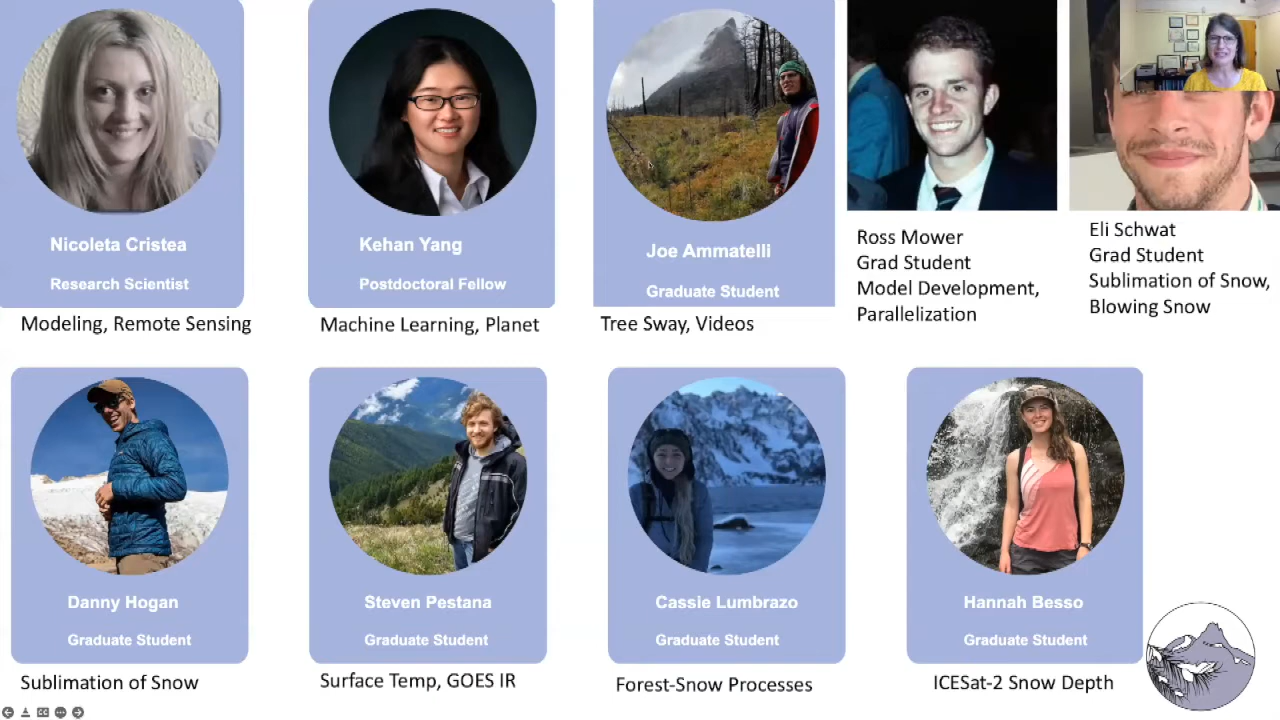 Nicoleta Cristea
Research Scientist
Modeling, Remote Sensing
Kehan Yang
Postdoctoral Fellow
Machine Learning, Planet
Joe Ammatelli
Graduate Student
Tree Sway, Videos
Ross Mower
Grad Student
Model Development,
Parallelization
Eli Schwat
Grad Student
Sublimation of Snow,
Blowing Snow
Danny Hogan
Graduate Student
Sublimation of Snow
Steven Pestana
Graduate Student
Surface Temp, GOES IR
Cassie Lumbrazo
Graduate Student
Forest-Snow Processes
Hannah Besso
Graduate Student
ICESat-2 Snow Depth